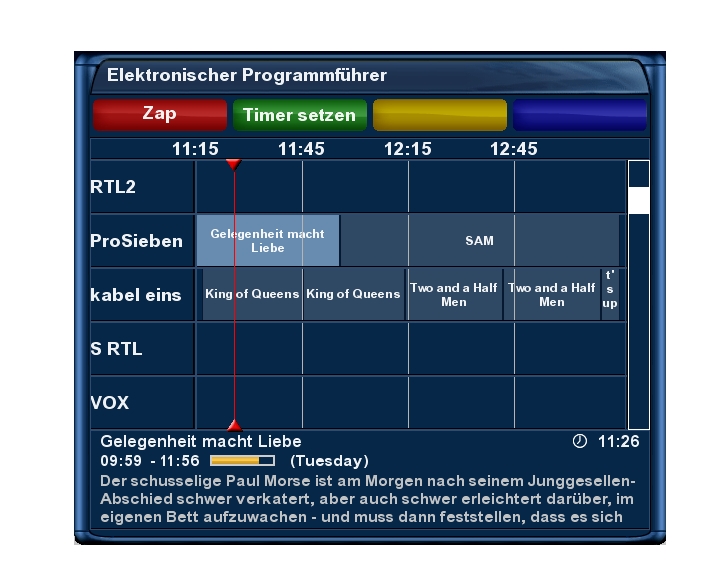 Elektronischer Programmführer
Zap Timer setzen
11:15 11:45 12:15 12:45
RTL2
ProSieben
Gelegenheit macht
Liebe
SAM
kabel eins
King of Queens
King of Queens
Two and a Half
Men
Two and a Half
Men
t'
s
up
S RTL
VOX
Gelegenheit macht Liebe 11:26
09:59 - 11:56 (Tuesday)
Der schusselige Paul Morse ist am Morgen nach seinem Junggesellen-
Abschied schwer verkatert, aber auch schwer erleichtert darüber, im
eigenen Bett aufzuwachen - und muss dann feststellen, dass es sich